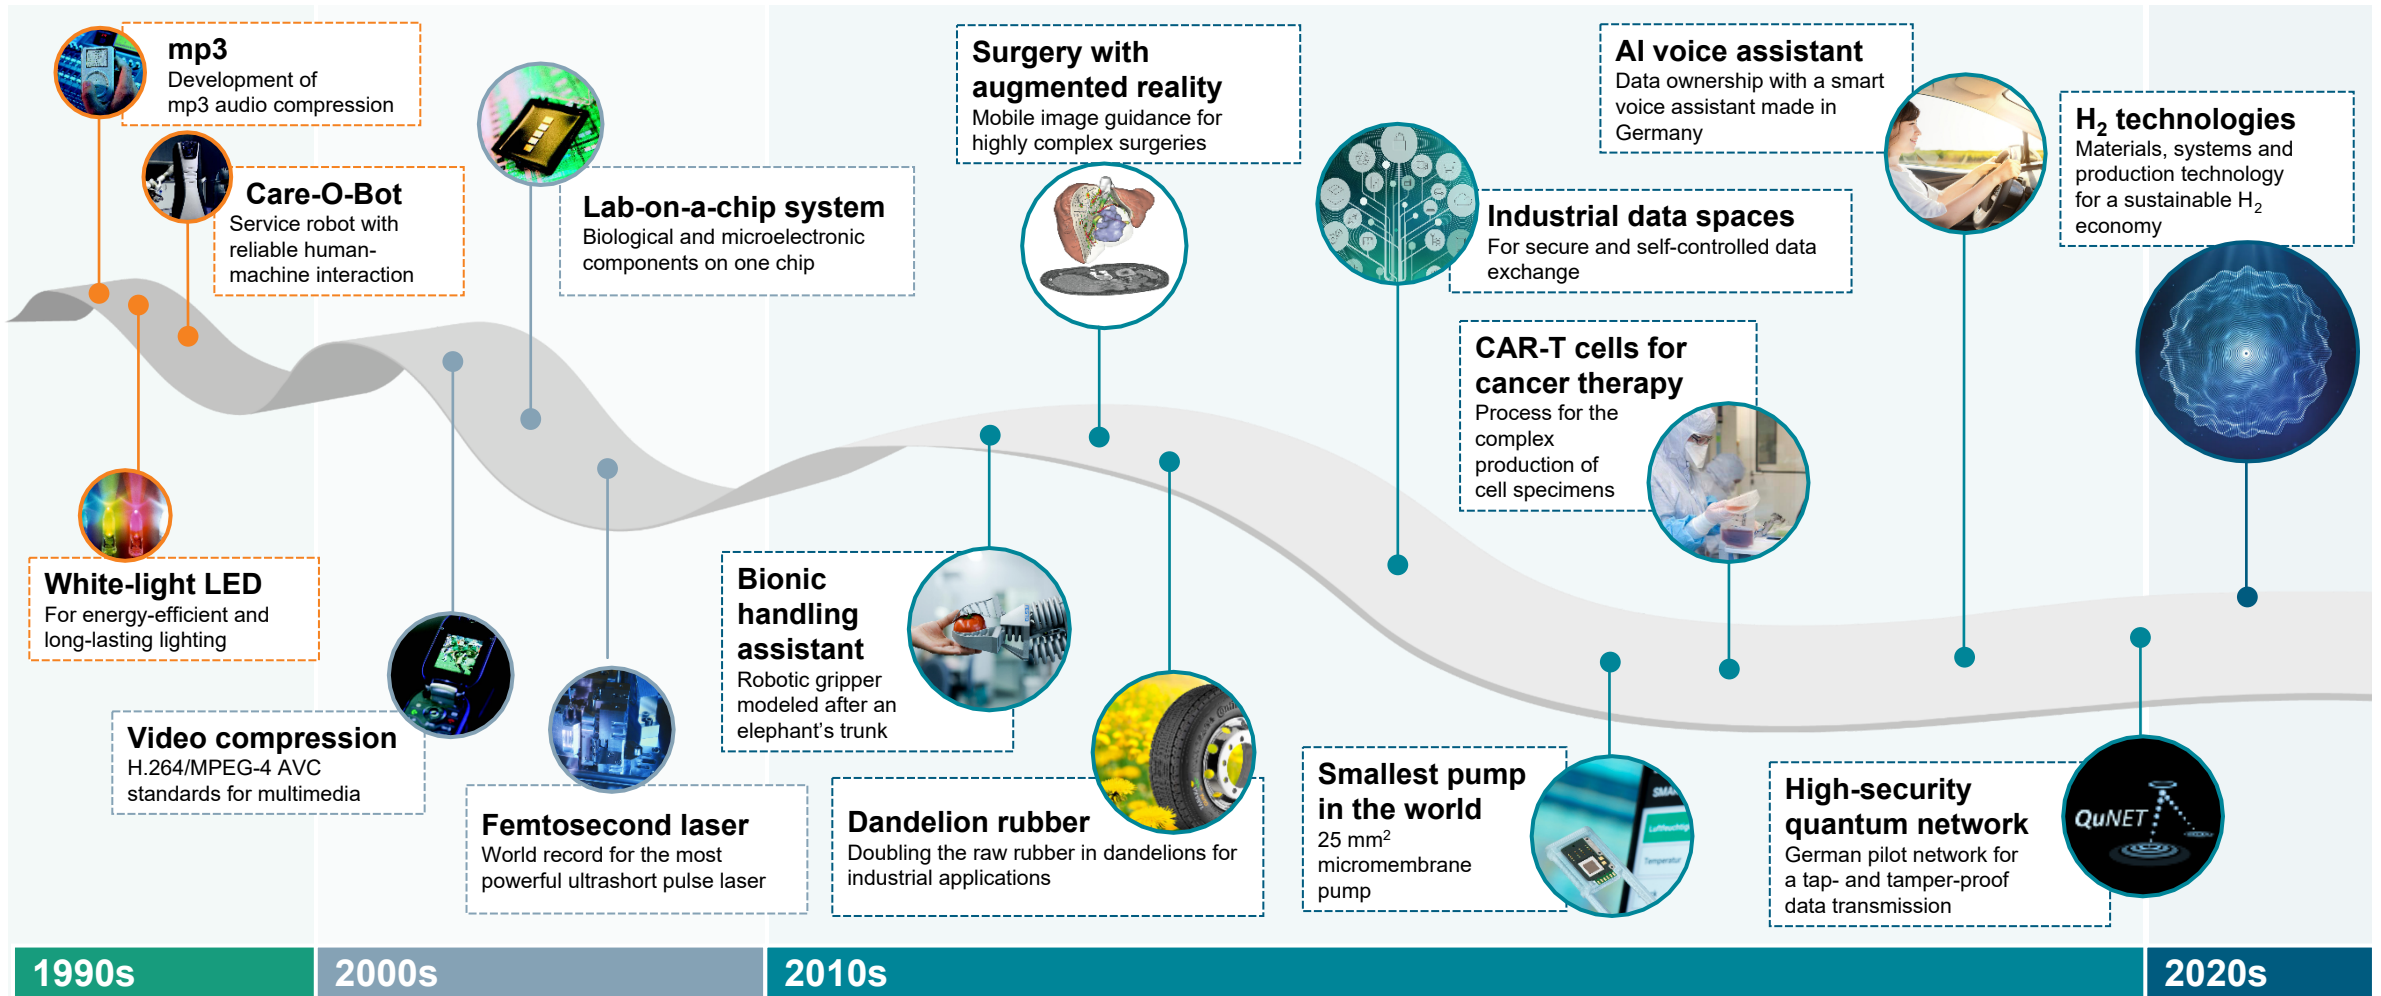 mp3
Development of
mp3 audio compression
Care-O-Bot
Service robot with
reliable human-
machine interaction
White-light LED
For energy-efficient and
long-lasting lighting
Video compression
H.264/MPEG-4 AVC
standards for multimedia
Lab-on-a-chip system
Biological and microelectronic
components on one chip
Femtosecond laser
World record for the most
powerful ultrashort pulse laser
Bionic
handling
assistant
Robotic gripper
modeled after an
elephant’s trunk
Surgery with
augmented reality
Mobile image guidance for
highly complex surgeries
Dandelion rubber
Doubling the raw rubber in dandelions for
industrial applications
Industrial data spaces
For secure and self-controlled data
exchange
Smallest pump
in the world
25 mm²
micromembrane
pump
CAR-T cells for
cancer therapy
Process for the
complex
production of
cell specimens
AI voice assistant
Data ownership with a smart
voice assistant made in
Germany
High-security
quantum network
German pilot network for
a tap- and tamper-proof
data transmission
QuNET
H₂ technologies
Materials, systems and
production technology
for a sustainable H₂
economy
1990s
2000s
2010s
2020s